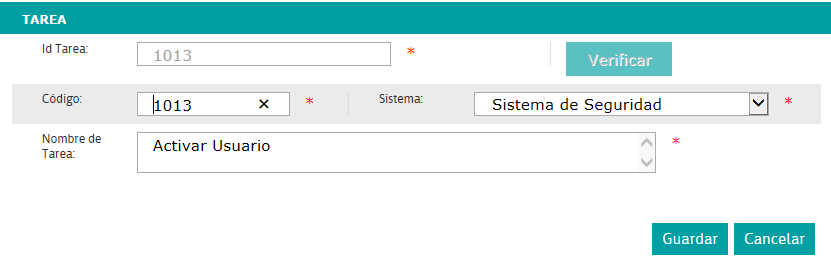 TAREA
Id Tarea: 1013 * Verificar
Código: 1013 × * Sistema: Sistema de Seguridad *
Nombre de Tarea: Activar Usuario *
Guardar Cancelar